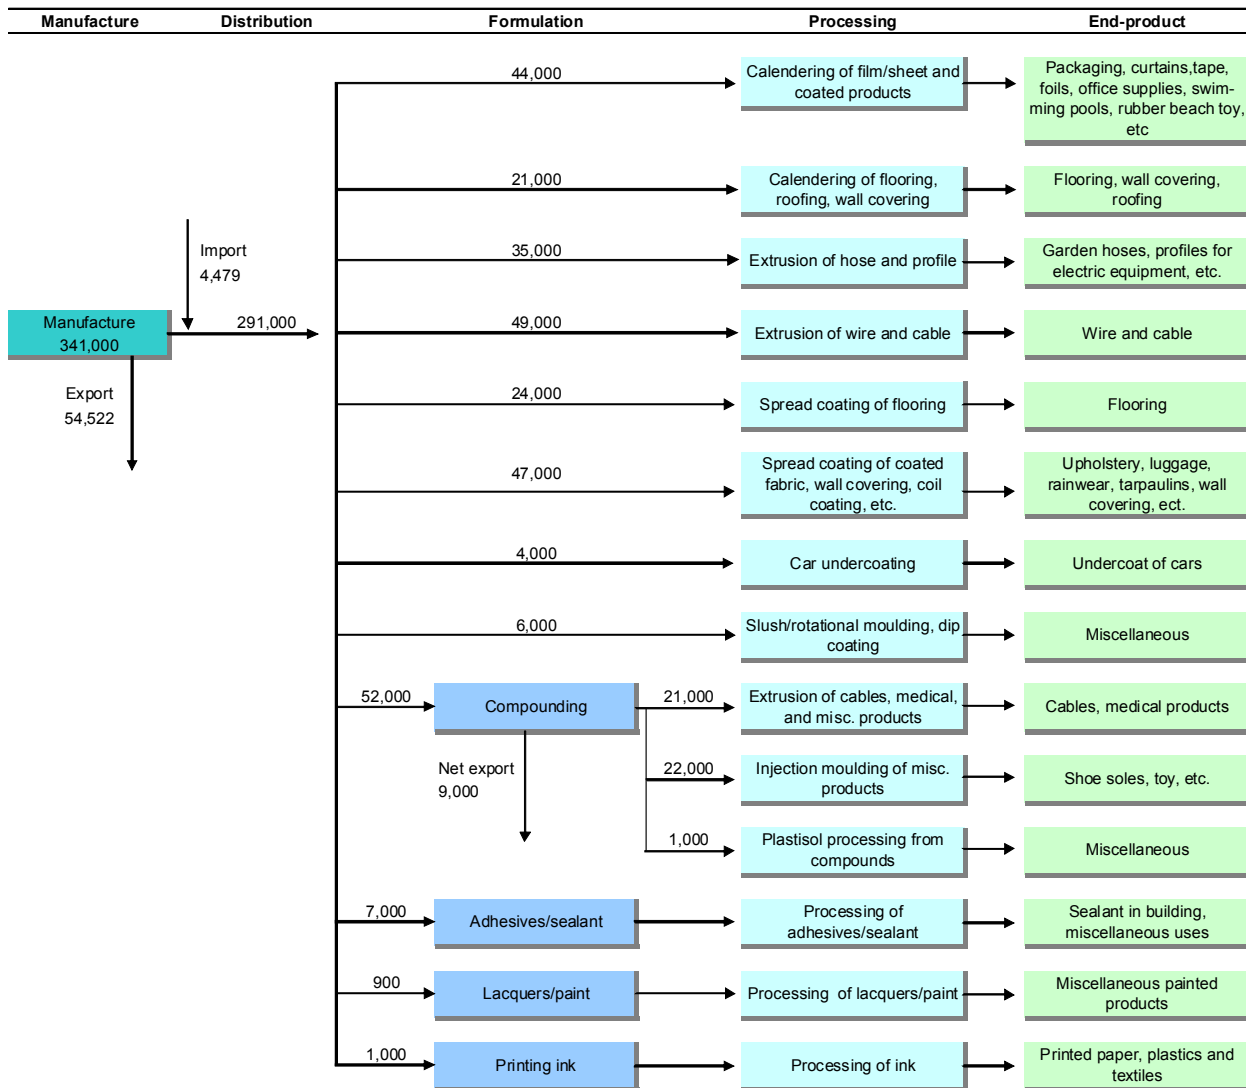 Manufacture Distribution Formulation Processing End-product
44,000
Calendering of film/sheet and
coated products
Packaging, curtains,tape,
foils, office supplies, swim-
ming pools, rubber beach toy,
etc
21,000
Calendering of flooring,
roofing, wall covering
Flooring, wall covering,
roofing
Import
4,479
35,000
Extrusion of hose and profile
Garden hoses, profiles for
electric equipment, etc.
Manufacture
341,000
291,000
49,000
Extrusion of wire and cable
Wire and cable
Export
54,522
24,000
Spread coating of flooring
Flooring
47,000
Spread coating of coated
fabric, wall covering, coil
coating, etc.
Upholstery, luggage,
rainwear, tarpaulins, wall
covering, ect.
4,000
Car undercoating
Undercoat of cars
6,000
Slush/rotational moulding, dip
coating
Miscellaneous
52,000
Compounding
21,000
Extrusion of cables, medical,
and misc. products
Cables, medical products
Net export
9,000
22,000
Injection moulding of misc.
products
Shoe soles, toy, etc.
1,000
Plastisol processing from
compounds
Miscellaneous
7,000
Adhesives/sealant
Processing of
adhesives/sealant
Sealant in building,
miscellaneous uses
900
Lacquers/paint
Processing of lacquers/paint
Miscellaneous painted
products
1,000
Printing ink
Processing of ink
Printed paper, plastics and
textiles